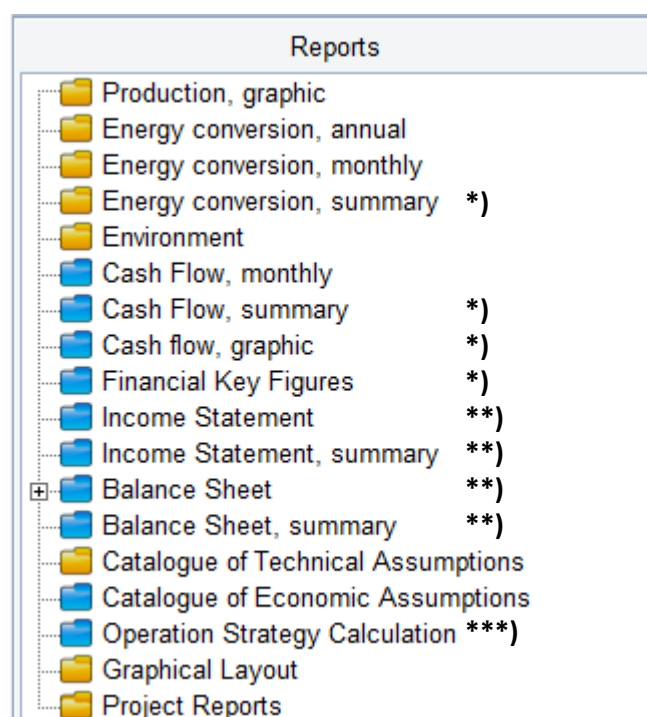 Reports
Production, graphic
Energy conversion, annual
Energy conversion, monthly
Energy conversion, summary *)
Environment
Cash Flow, monthly
Cash Flow, summary *)
Cash flow, graphic *)
Financial Key Figures *)
Income Statement **)
Income Statement, summary **)
Balance Sheet **)
Balance Sheet, summary **)
Catalogue of Technical Assumptions
Catalogue of Economic Assumptions
Operation Strategy Calculation ***)
Graphical Layout
Project Reports